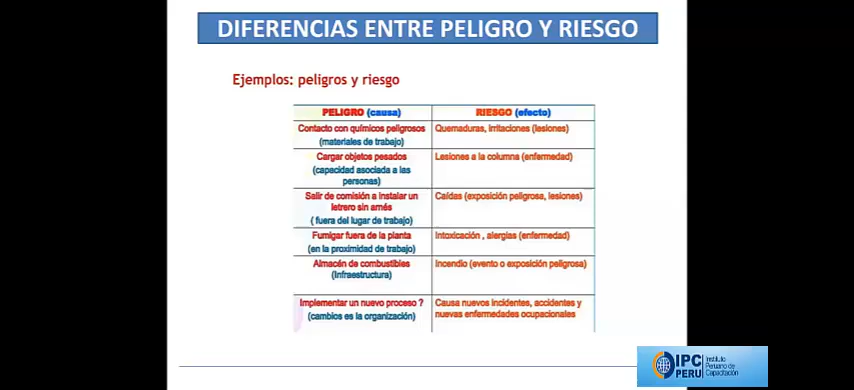 DIFERENCIAS ENTRE PELIGRO Y RIESGO
Ejemplos: peligros y riesgo
PELIGRO (causa) RIESGO (efecto)
Contacto con químicos peligrosos Quemaduras, irritaciones (lesiones)
(materiales de trabajo)
Cargar objetos pesados Lesiones a la columna (enfermedad)
(capacidad asociada a las
personas)
Salir de comisión a instalar un Caídas (exposición peligrosa, lesiones)
letrero sin arnés
( fuera del lugar de trabajo)
Fumigar fuera de la planta Intoxicación , alergias (enfermedad)
(en la proximidad de trabajo)
Almacén de combustibles Incendio (evento o exposición peligrosa)
(Infraestructura)
Implementar un nuevo proceso ? Causa nuevos incidentes, accidentes y
(cambios es la organización) nuevas enfermedades ocupacionales
IPC
PERU
Instituto
Peruano de
Capacitación